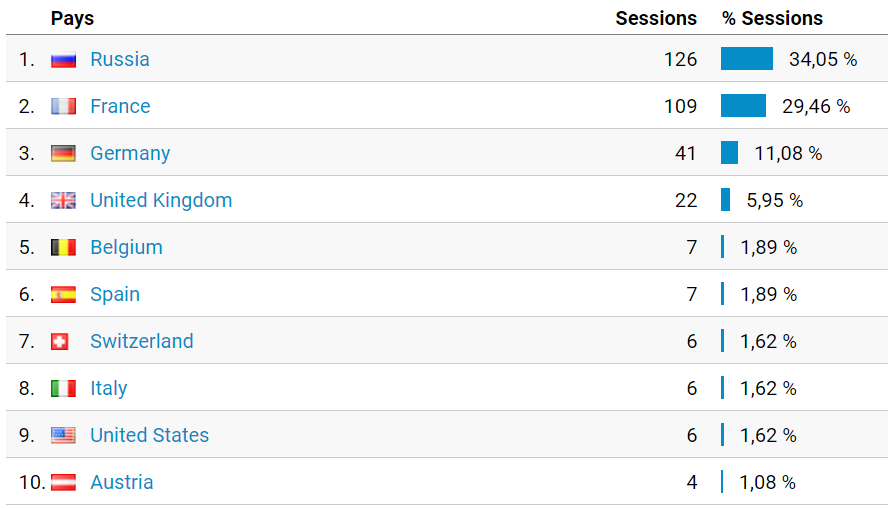 Pays Sessions % Sessions
1. Russia 126 34,05 %
2. France 109 29,46 %
3. Germany 41 11,08 %
4. United Kingdom 22 5,95 %
5. Belgium 7 1,89 %
6. Spain 7 1,89 %
7. Switzerland 6 1,62 %
8. Italy 6 1,62 %
9. United States 6 1,62 %
10. Austria 4 1,08 %